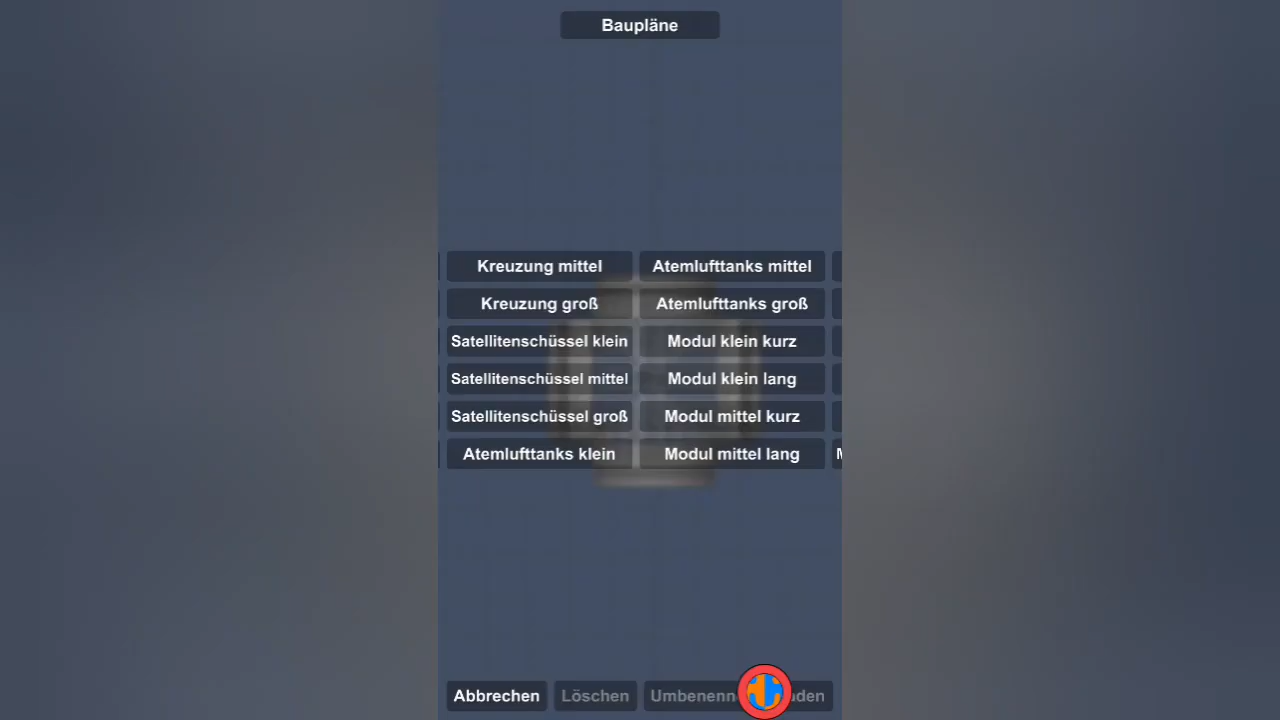 Baupläne
Kreuzung mittel
Atemlufttanks mittel
Kreuzung groß
Atemlufttanks groß
Satellitenschüssel klein
Modul klein kurz
Satellitenschüssel mittel
Modul klein lang
Satellitenschüssel groß
Modul mittel kurz
Atemlufttanks klein
Modul mittel lang
Abbrechen Löschen